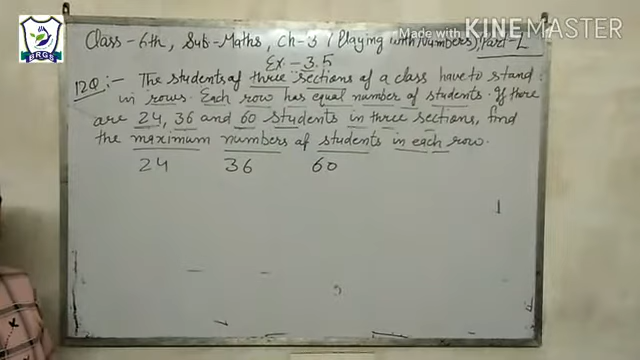 Made with KINEMASTER
BRGS
Class-6th, Sub-Maths, Ch-3 (Playing with Numbers) Part-2
Ex-3.5
12Q:- The students of three sections of a class have to stand
in rows. Each row has equal number of students. If there
are 24, 36 and 60 students in three sections, find
the maximum numbers of students in each row.
24 36 60